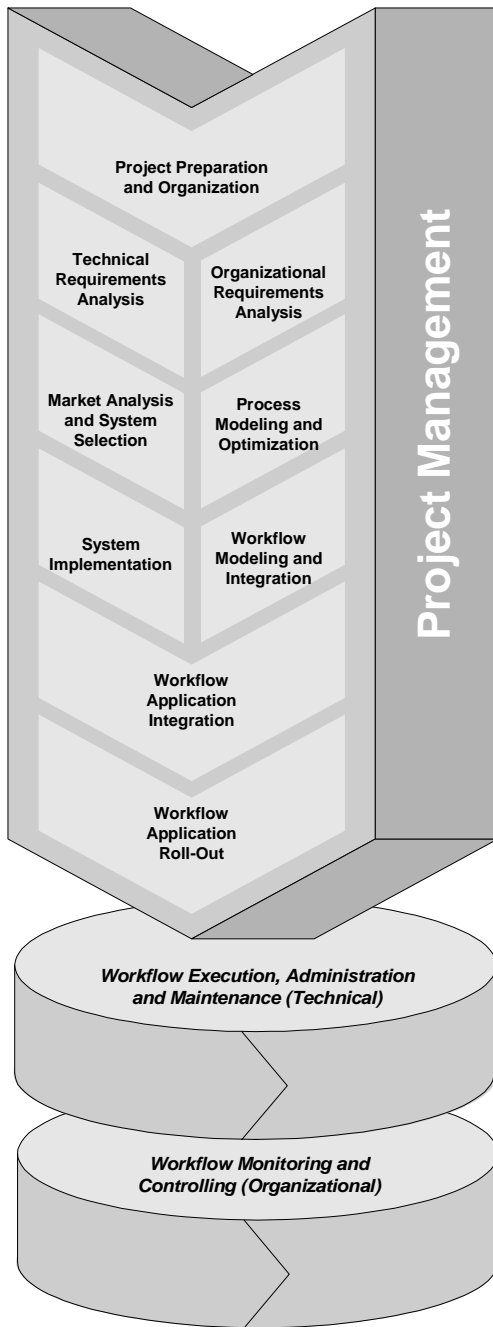 Project Preparation
and Organization
Technical
Requirements
Analysis
Organizational
Requirements
Analysis
Market Analysis
and System
Selection
Process
Modeling and
Optimization
System
Implementation
Workflow
Modeling and
Integration
Workflow
Application
Integration
Workflow
Application
Roll-Out
Project Management
Workflow Execution, Administration
and Maintenance (Technical)
Workflow Monitoring and
Controlling (Organizational)